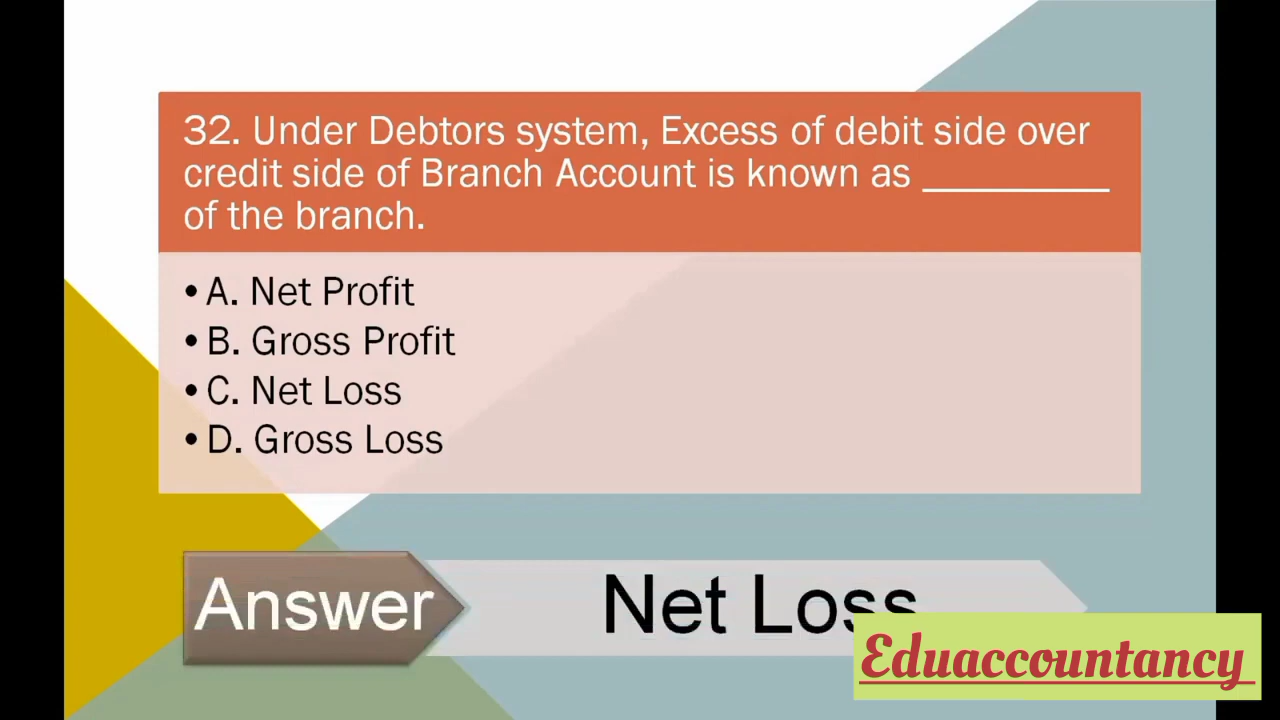 32. Under Debtors system, Excess of debit side over
credit side of Branch Account is known as _________
of the branch.
• A. Net Profit
• B. Gross Profit
• C. Net Loss
• D. Gross Loss
Answer
Net Loss
Eduaccountancy